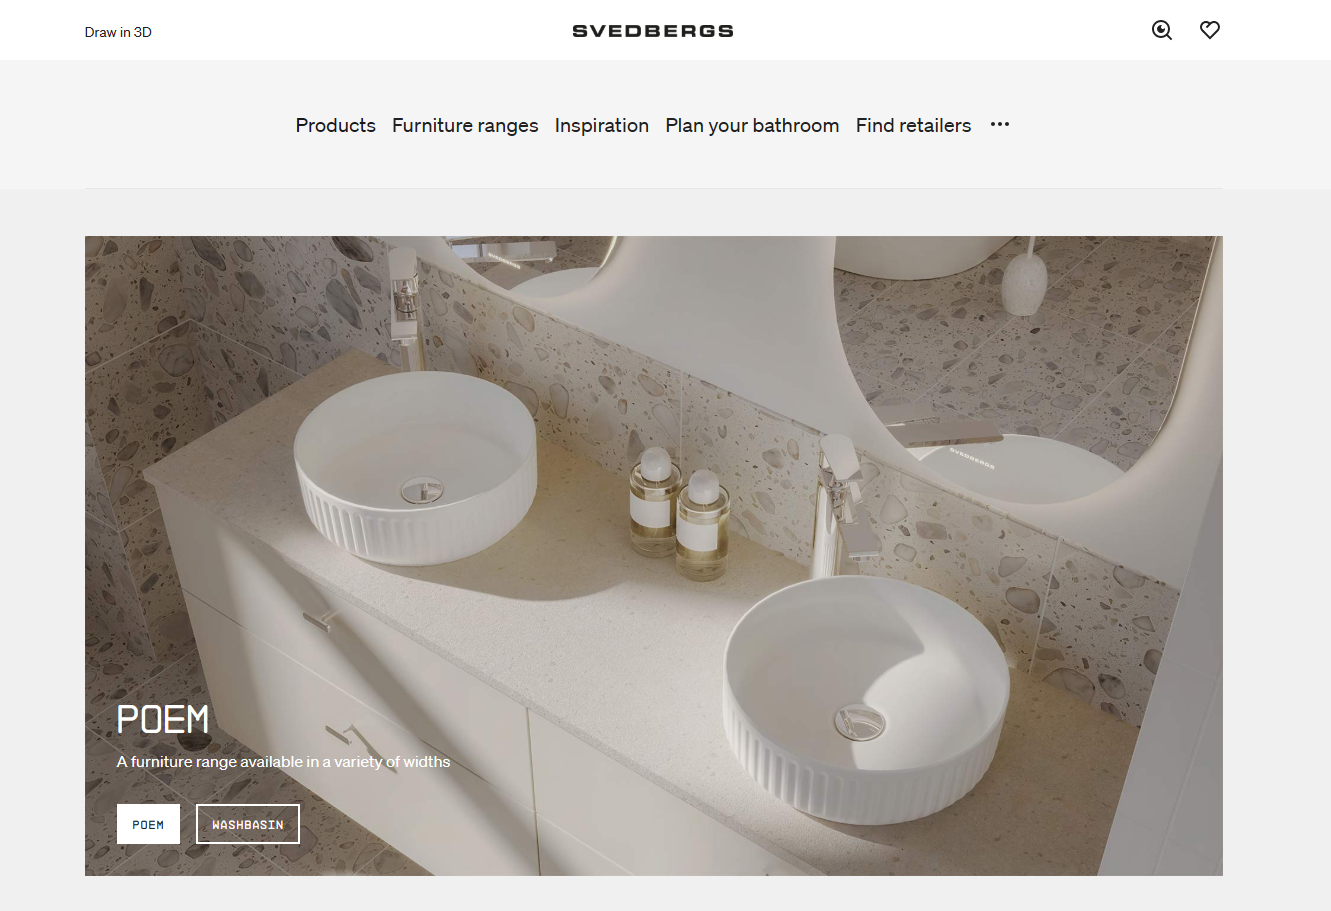 Draw in 3D
SVEDBERGS
Products Furniture ranges Inspiration Plan your bathroom Find retailers ...
SVEDBERGS
SVEDBERGS
POEM
A furniture range available in a variety of widths
POEM WASHBASIN